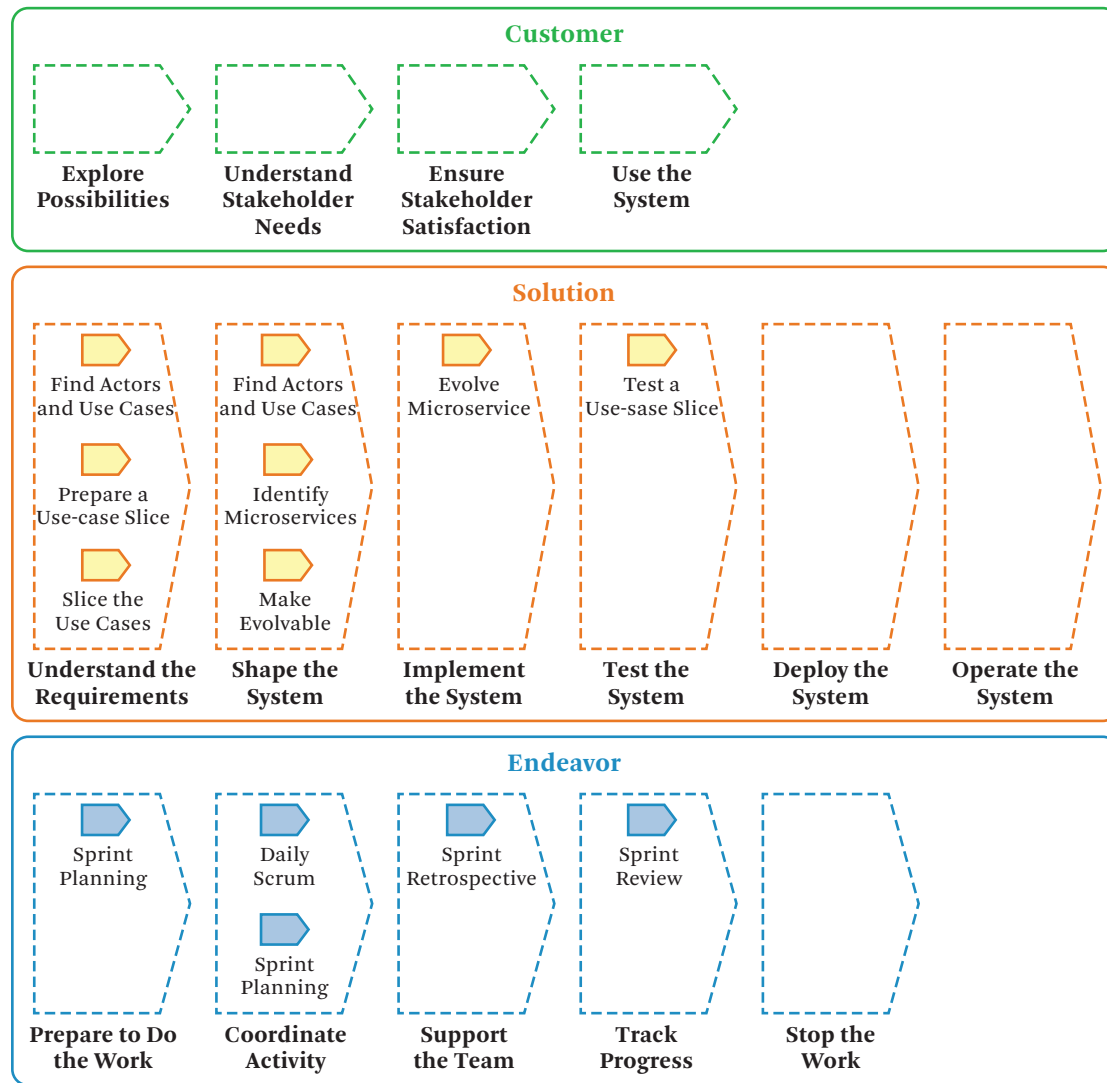 Customer
Explore
Possibilities
Understand
Stakeholder
Needs
Ensure
Stakeholder
Satisfaction
Use the
System
Solution
Find Actors
and Use Cases
Prepare a
Use-case Slice
Slice the
Use Cases
Understand the
Requirements
Find Actors
and Use Cases
Identify
Microservices
Make
Evolvable
Shape the
System
Evolve
Microservice
Implement
the System
Test a
Use-sase Slice
Test the
System
Deploy the
System
Operate the
System
Endeavor
Sprint
Planning
Prepare to Do
the Work
Daily
Scrum
Sprint
Planning
Coordinate
Activity
Sprint
Retrospective
Support
the Team
Sprint
Review
Track
Progress
Stop the
Work